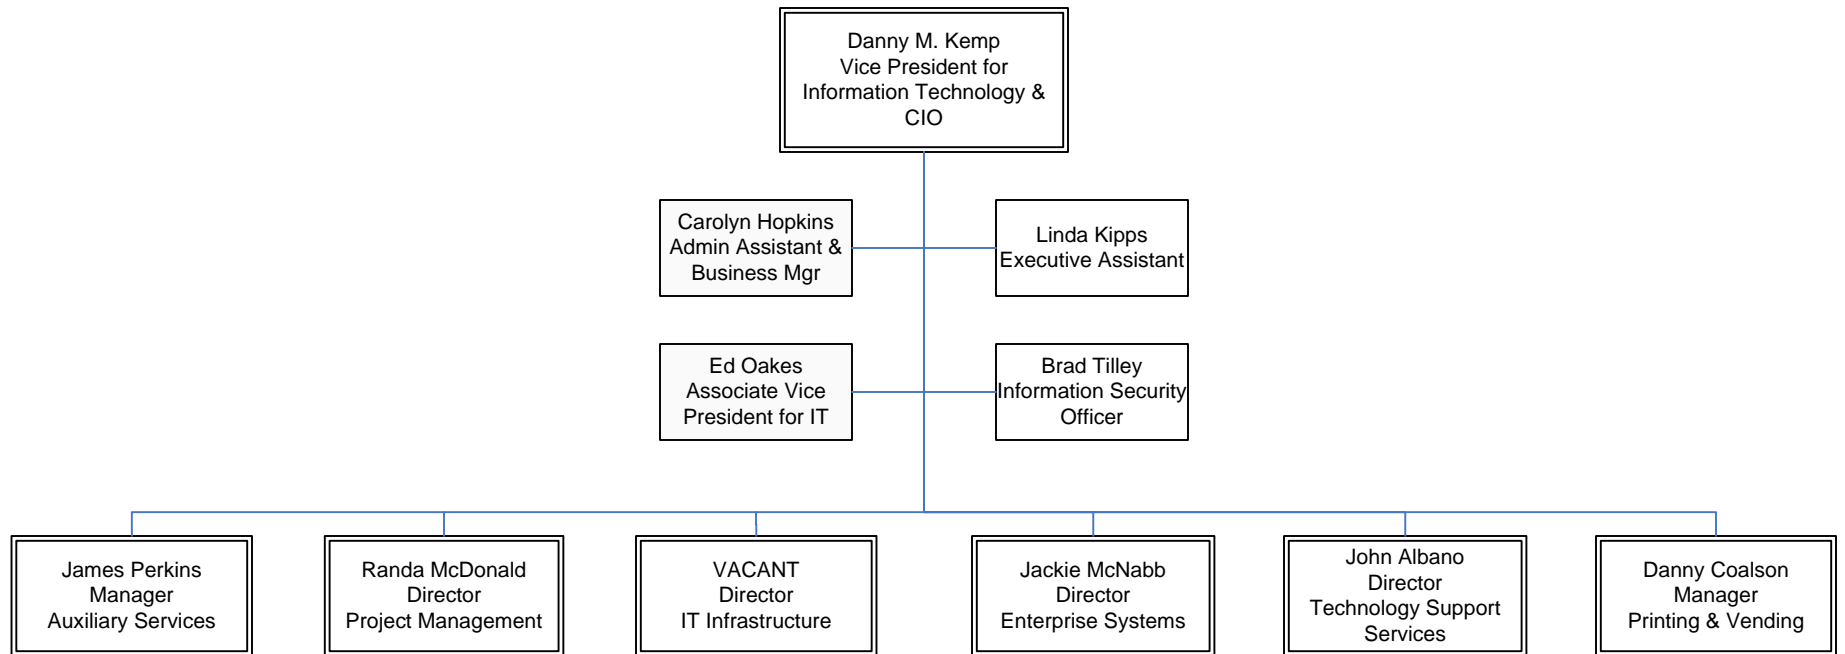 Danny M. Kemp
Vice President for
Information Technology &
CIO
Carolyn Hopkins
Admin Assistant &
Business Mgr
Linda Kipps
Executive Assistant
Ed Oakes
Associate Vice
President for IT
Brad Tilley
Information Security
Officer
James Perkins
Manager
Auxiliary Services
Randa McDonald
Director
Project Management
VACANT
Director
IT Infrastructure
Jackie McNabb
Director
Enterprise Systems
John Albano
Director
Technology Support
Services
Danny Coalson
Manager
Printing & Vending